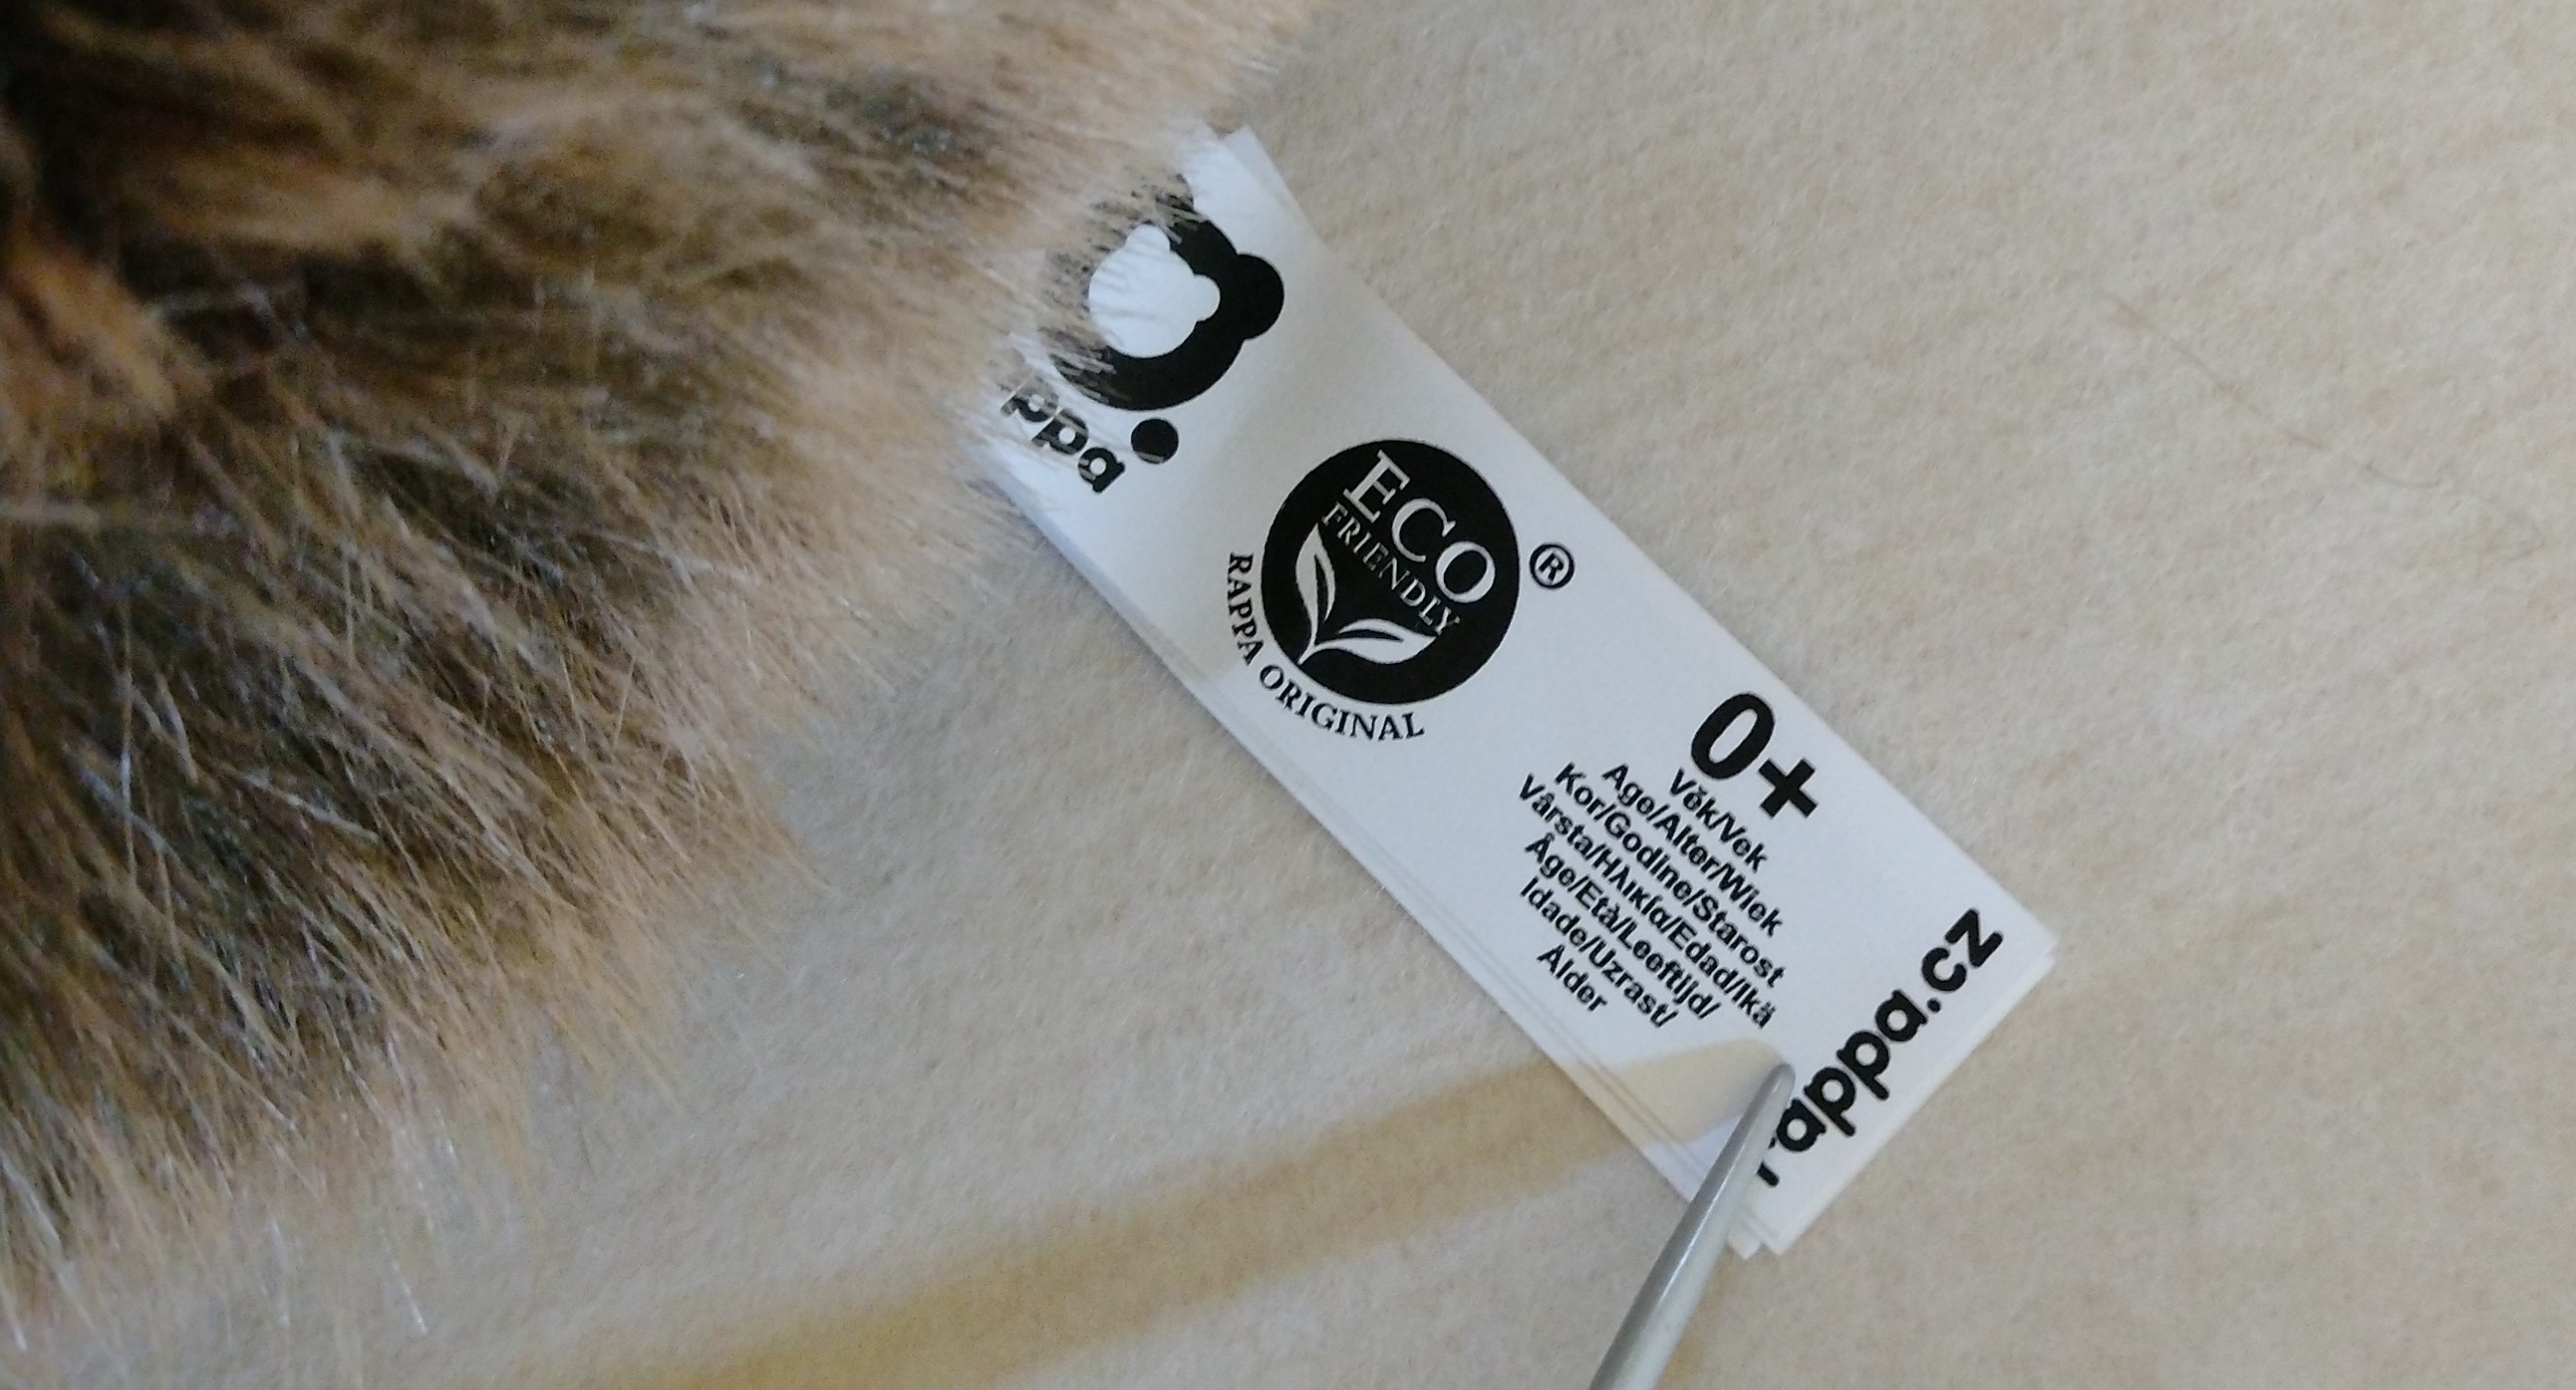 ppa
ECO
FRIENDLY
®
RAPPA ORIGINAL
0+
Věk/Vek
Age/Alter/Wiek
Kor/Godine/Starost
Vârsta/Ηλικία/Edad/Ikä
Âge/Età/Leeftijd/
Idade/Uzrast/
Alder
rappa.cz